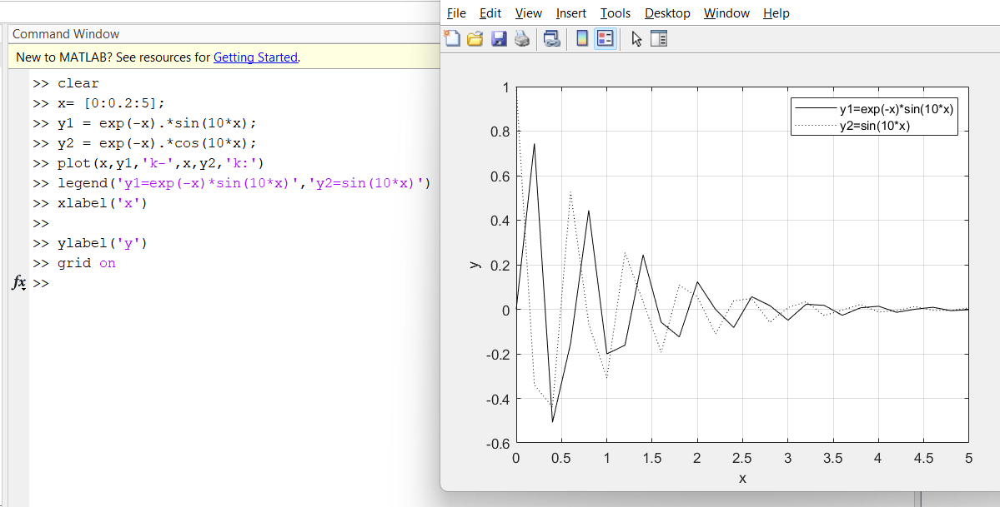 Command Window
New to MATLAB? See resources for Getting Started.
>> clear
>> x= [0:0.2:5];
>> y1 = exp(-x).*sin(10*x);
>> y2 = exp(-x).*cos(10*x);
>> plot(x,y1,'k-',x,y2,'k:')
>> legend('y1=exp(-x)*sin(10*x)','y2=sin(10*x)')
>> xlabel('x')
>>
>> ylabel('y')
>> grid on
fx >>
File Edit View Insert Tools Desktop Window Help
y1=exp(-x)*sin(10*x)
y2=sin(10*x)
1
0.8
0.6
0.4
0.2
0
-0.2
-0.4
-0.6
y
0 0.5 1 1.5 2 2.5 3 3.5 4 4.5 5
x